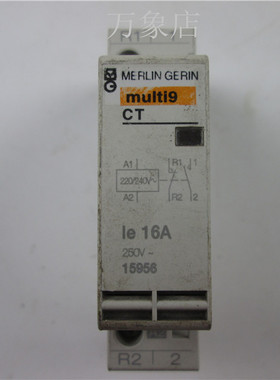 万象店
R1
MERLIN GERIN
multi9
CT
A1 R1 1
220/240V~
A2 R2 2
Ie 16A
250V ~
15956
R2 2